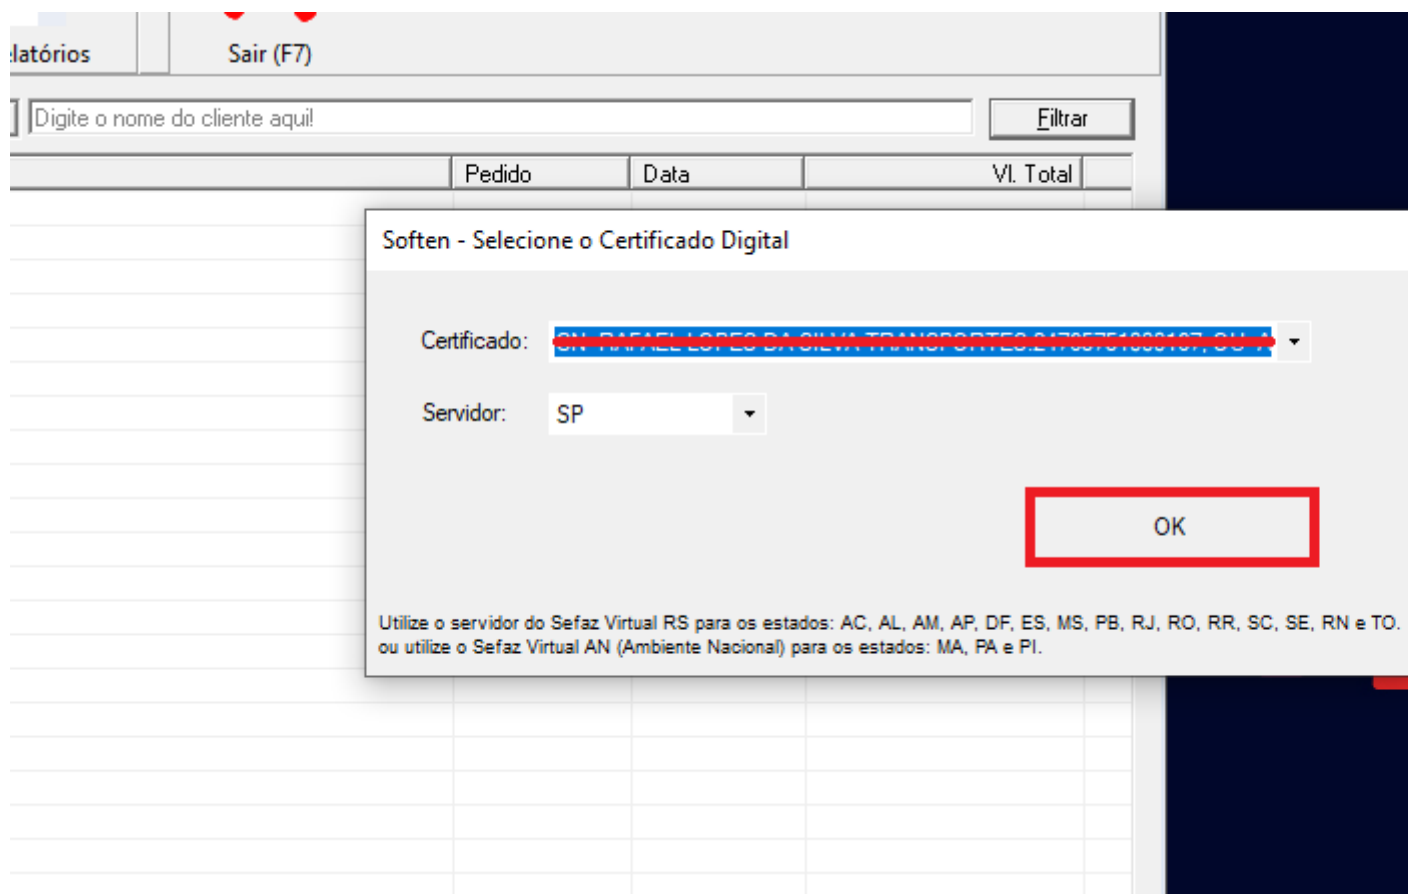 latórios
Sair (F7)
Digite o nome do cliente aqui!
Filtrar
Pedido
Data
Vl. Total
Soften - Selecione o Certificado Digital
Certificado:
Servidor:
SP
OK
Utilize o servidor do Sefaz Virtual RS para os estados: AC, AL, AM, AP, DF, ES, MS, PB, RJ, RO, RR, SC, SE, RN e TO.
ou utilize o Sefaz Virtual AN (Ambiente Nacional) para os estados: MA, PA e PI.